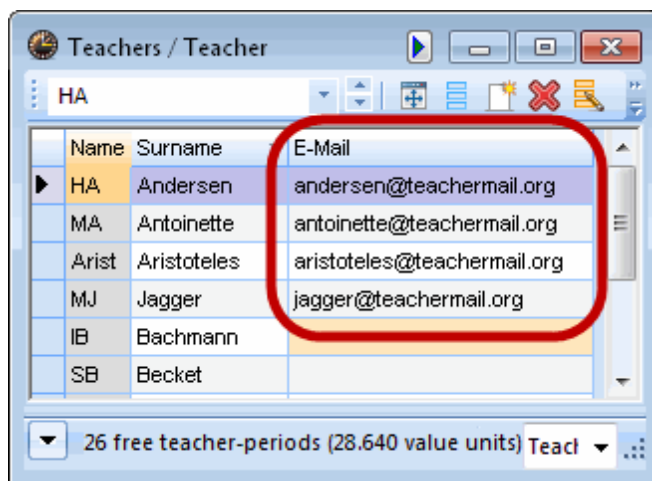 Teachers / Teacher
HA
Name Surname E-Mail
HA Andersen andersen@teachermail.org
MA Antoinette antoinette@teachermail.org
Arist Aristoteles aristoteles@teachermail.org
MJ Jagger jagger@teachermail.org
IB Bachmann
SB Becket
26 free teacher-periods (28.640 value units) Teach